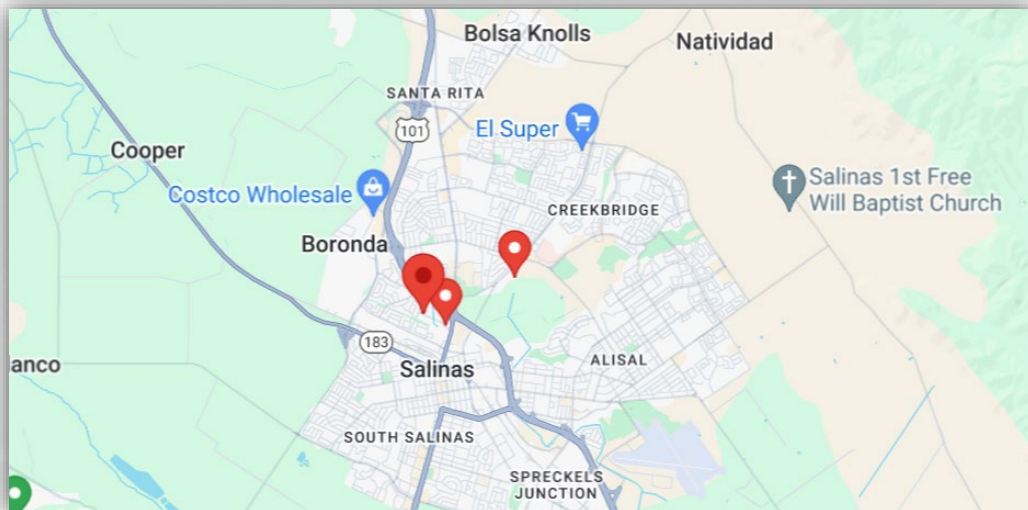 Bolsa Knolls
Natividad
SANTA RITA
101
El Super
Cooper
Costco Wholesale
Salinas 1st Free
Will Baptist Church
CREEKBRIDGE
Boronda
183
lanco
Salinas
ALISAL
SOUTH SALINAS
SPRECKELS
JUNCTION